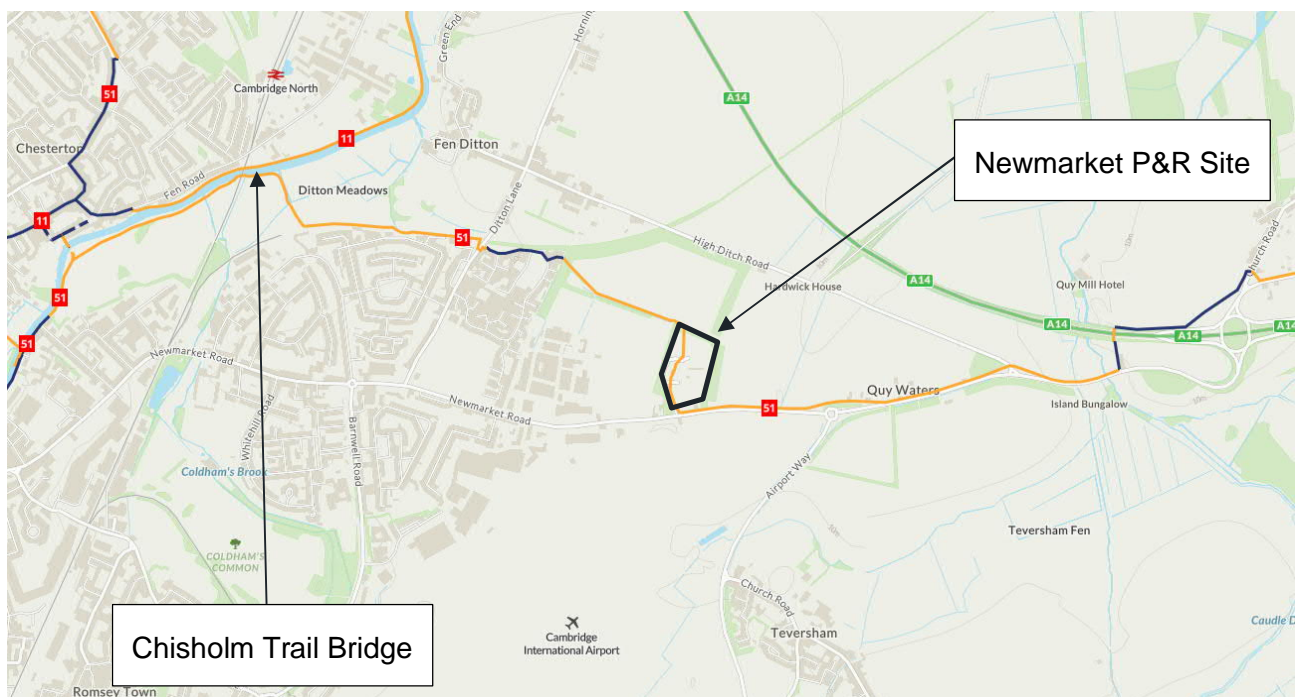 51
Cambridge North
Chesterton
Fen Road
11
11
51
51
Green End
Fen Ditton
Ditton Meadows
Ditton Lane
51
A14
High Ditch Road
Hardwick House
Newmarket P&R Site
Church Road
Quy Mill Hotel
A14
A14
A14
10m
Newmarket Road
Whitehill Road
Barnwell Road
Newmarket Road
51
Quy Waters
Island Bungalow
Airport Way
Coldham's Brook
COLDHAM'S
COMMON
Teversham Fen
Church Road
Teversham
Cambridge
International Airport
Chisholm Trail Bridge
Romsey Town
Caudle D